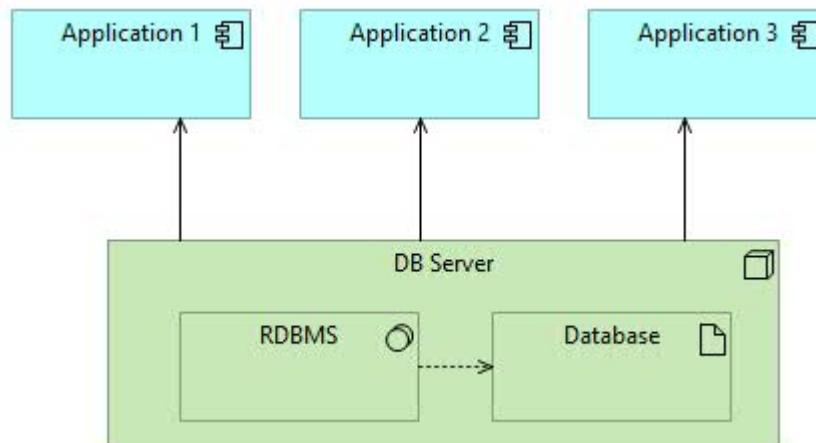 Application 1
Application 2
Application 3
DB Server
RDBMS
Database